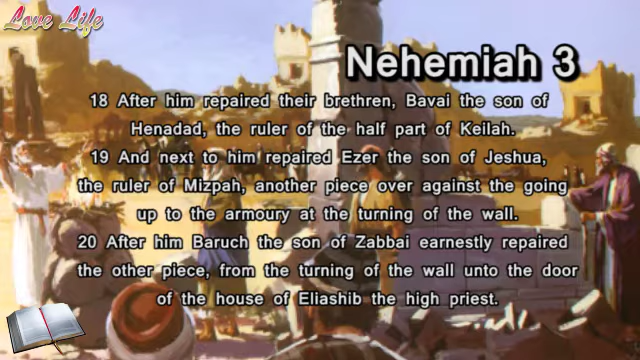 Love Life
Nehemiah 3
18 After him repaired their brethren, Bavai the son of
Henadad, the ruler of the half part of Keilah.
19 And next to him repaired Ezer the son of Jeshua,
the ruler of Mizpah, another piece over against the going
up to the armoury at the turning of the wall.
20 After him Baruch the son of Zabbai earnestly repaired
the other piece, from the turning of the wall unto the door
of the house of Eliashib the high priest.